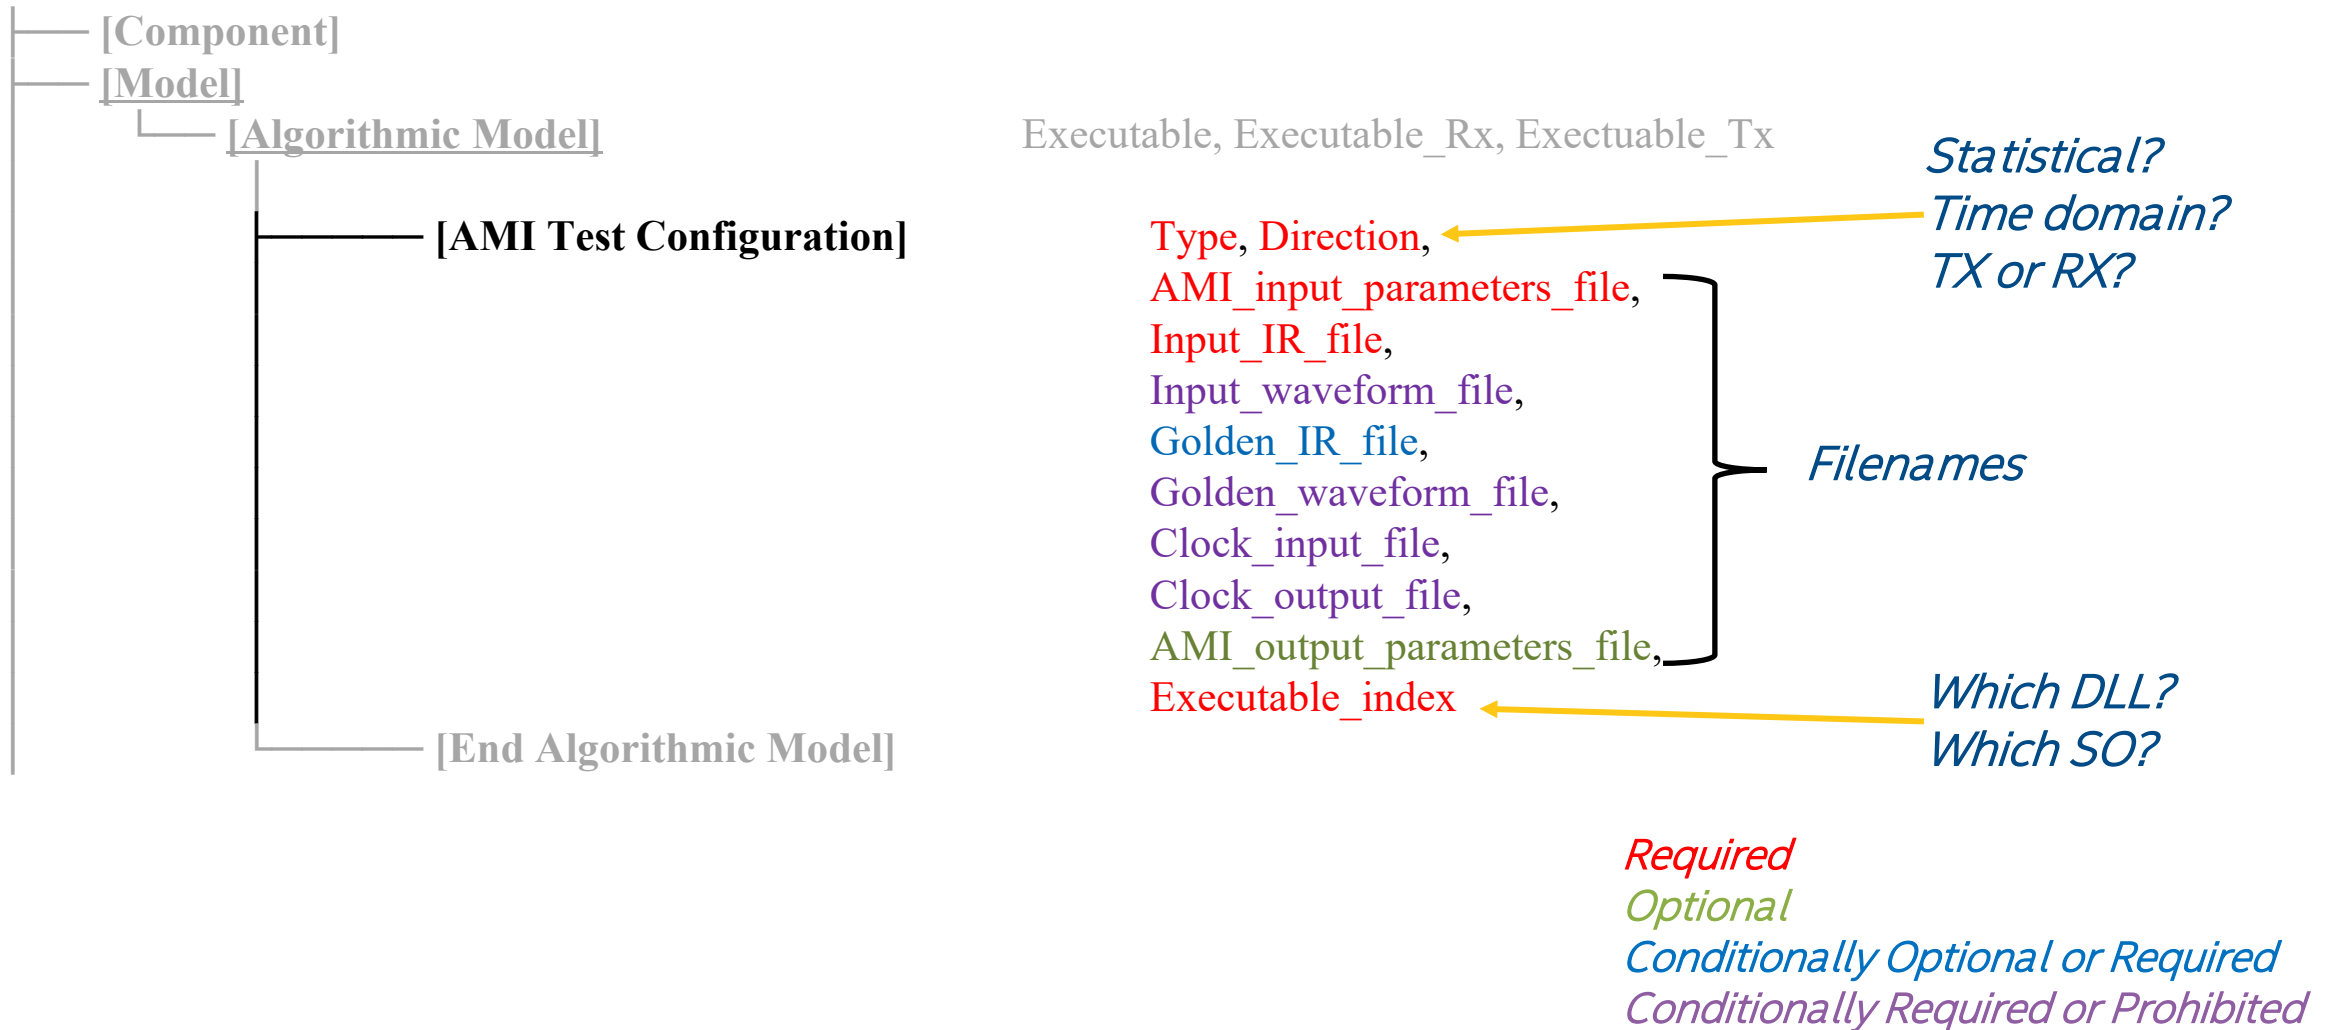 [Component]
[Model]
[Algorithmic Model]
Executable, Executable_Rx, Exectuable_Tx
[AMI Test Configuration]
Type, Direction,
AMI_input_parameters_file,
Input_IR_file,
Input_waveform_file,
Golden_IR_file,
Golden_waveform_file,
Clock_input_file,
Clock_output_file,
AMI_output_parameters_file,
Executable_index
[End Algorithmic Model]
Statistical?
Time domain?
TX or RX?
Filenames
Which DLL?
Which SO?
Required
Optional
Conditionally Optional or Required
Conditionally Required or Prohibited